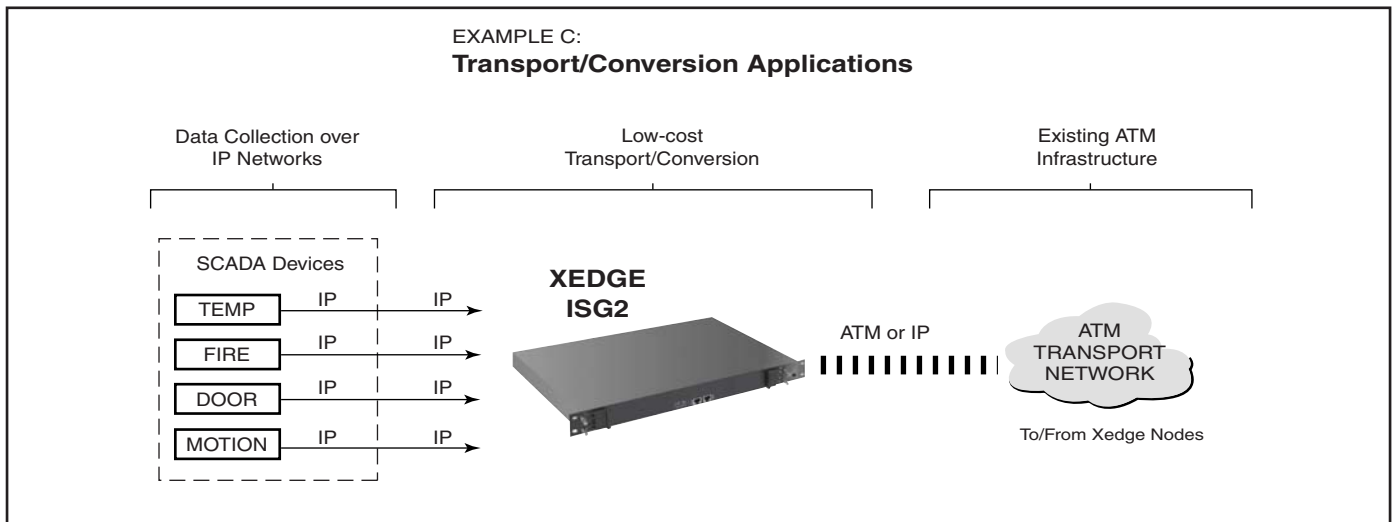 EXAMPLE C:
Transport/Conversion Applications
Data Collection over
IP Networks
Low-cost
Transport/Conversion
Existing ATM
Infrastructure
SCADA Devices
TEMP IP IP
FIRE IP IP
DOOR IP IP
MOTION IP IP
XEDGE
ISG2
ATM or IP
ATM
TRANSPORT
NETWORK
To/From Xedge Nodes